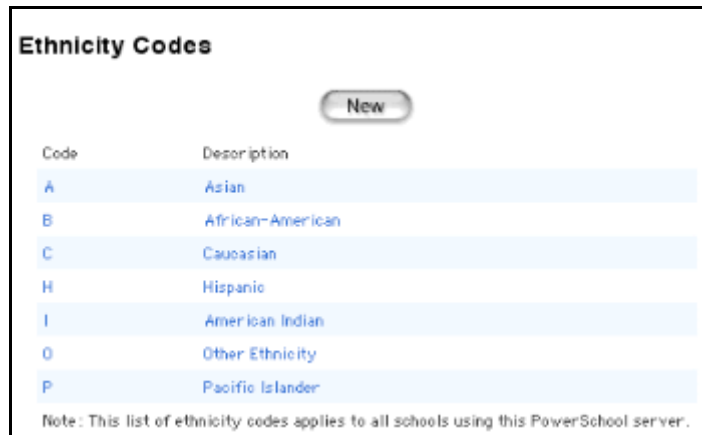 Ethnicity Codes
New
Code Description
A Asian
B African-American
C Caucasian
H Hispanic
I American Indian
O Other Ethnicity
P Pacific Islander
Note: This list of ethnicity codes applies to all schools using this PowerSchool server.